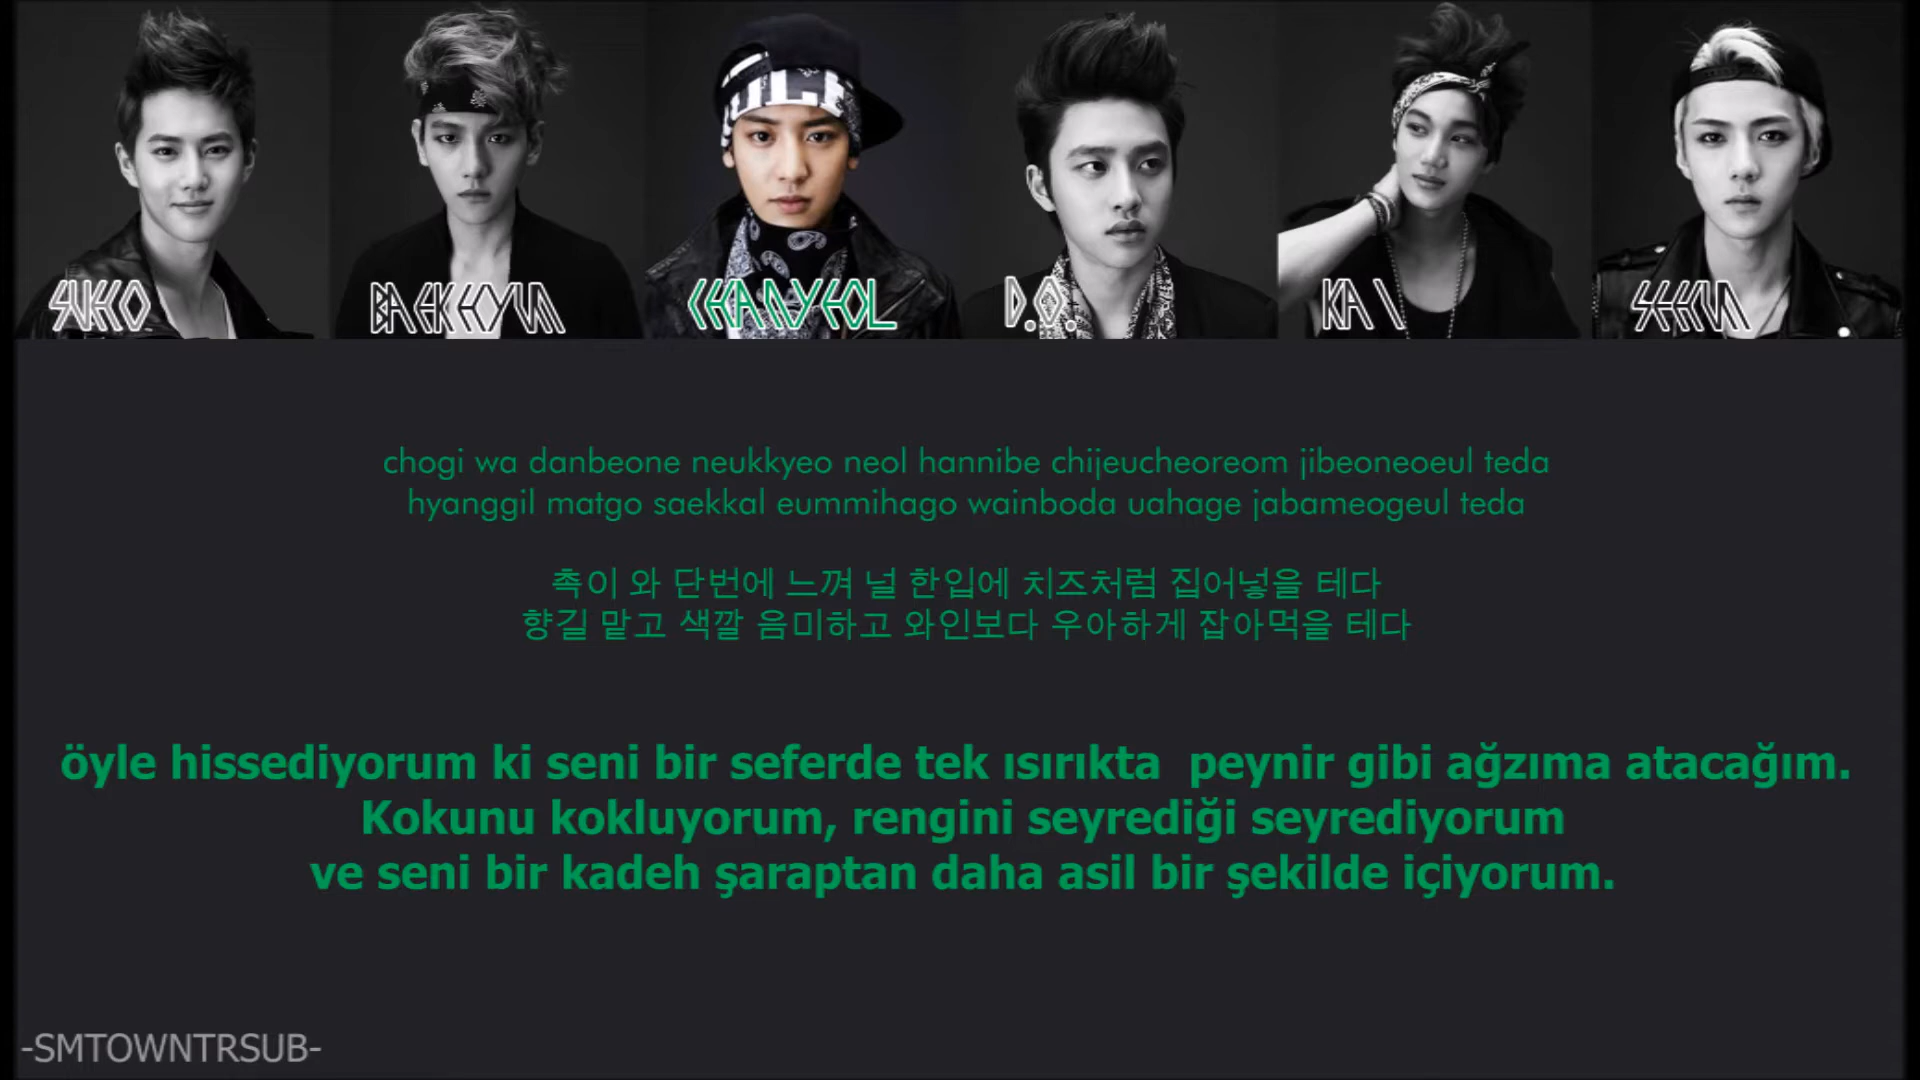 SUHO
BAEKHYUN
CHANYEOL
D.O.
KAI
SEHUN
chogi wa danbeone neukkyeo neol hannibe chijeucheoreom jibeoneoeul teda
hyanggil matgo saekkal eummihago wainboda uahage jabameogeul teda
촉이 와 단번에 느껴 널 한입에 치즈처럼 집어넣을 테다
향길 맡고 색깔 음미하고 와인보다 우아하게 잡아먹을 테다
öyle hissediyorum ki seni bir seferde tek ısırıkta peynir gibi ağzıma atacağım.
Kokunu kokluyorum, rengini seyrediği seyrediyorum
ve seni bir kadeh şaraptan daha asil bir şekilde içiyorum.
-SMTOWNTRSUB-